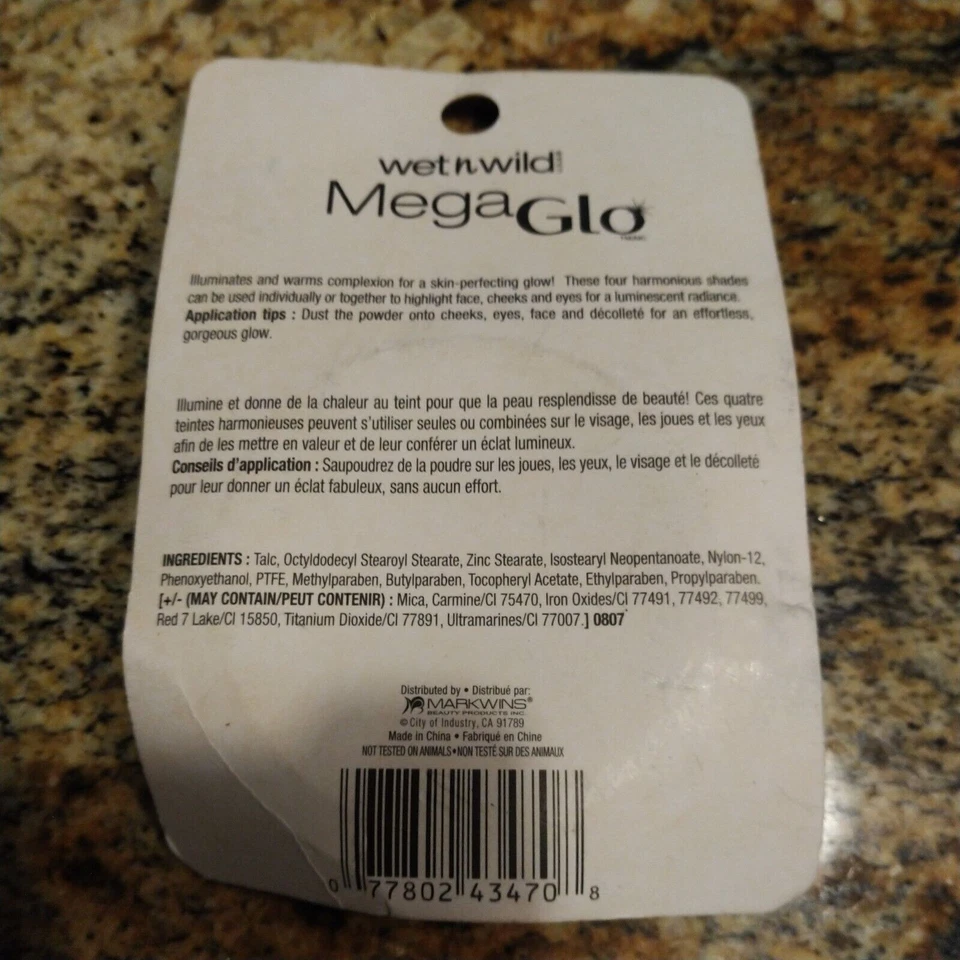 wet n wild
MegaGlo
Illuminates and warms complexion for a skin-perfecting glow! These four harmonious shades
can be used individually or together to highlight face, cheeks and eyes for a luminescent radiance.
Application tips : Dust the powder onto cheeks, eyes, face and décolleté for an effortless,
gorgeous glow.
Illumine et donne de la chaleur au teint pour que la peau resplendisse de beauté! Ces quatre
teintes harmonieuses peuvent s'utiliser seules ou combinées sur le visage, les joues et les yeux
afin de les mettre en valeur et de leur conférer un éclat lumineux.
Conseils d'application : Saupoudrez de la poudre sur les joues, les yeux, le visage et le décolleté
pour leur donner un éclat fabuleux, sans aucun effort.
INGREDIENTS : Talc, Octyldodecyl Stearoyl Stearate, Zinc Stearate, Isostearyl Neopentanoate, Nylon-12,
Phenoxyethanol, PTFE, Methylparaben, Butylparaben, Tocopheryl Acetate, Ethylparaben, Propylparaben.
[+/- (MAY CONTAIN/PEUT CONTENIR) : Mica, Carmine/CI 75470, Iron Oxides/CI 77491, 77492, 77499,
Red 7 Lake/CI 15850, Titanium Dioxide/CI 77891, Ultramarines/CI 77007.] 0807
Distributed by • Distribué par:
MARKWINS®
BEAUTY PRODUCTS INC.
© City of Industry, CA 91789
Made in China • Fabriqué en Chine
NOT TESTED ON ANIMALS • NON TESTÉ SUR DES ANIMAUX
0 77802 43470 8